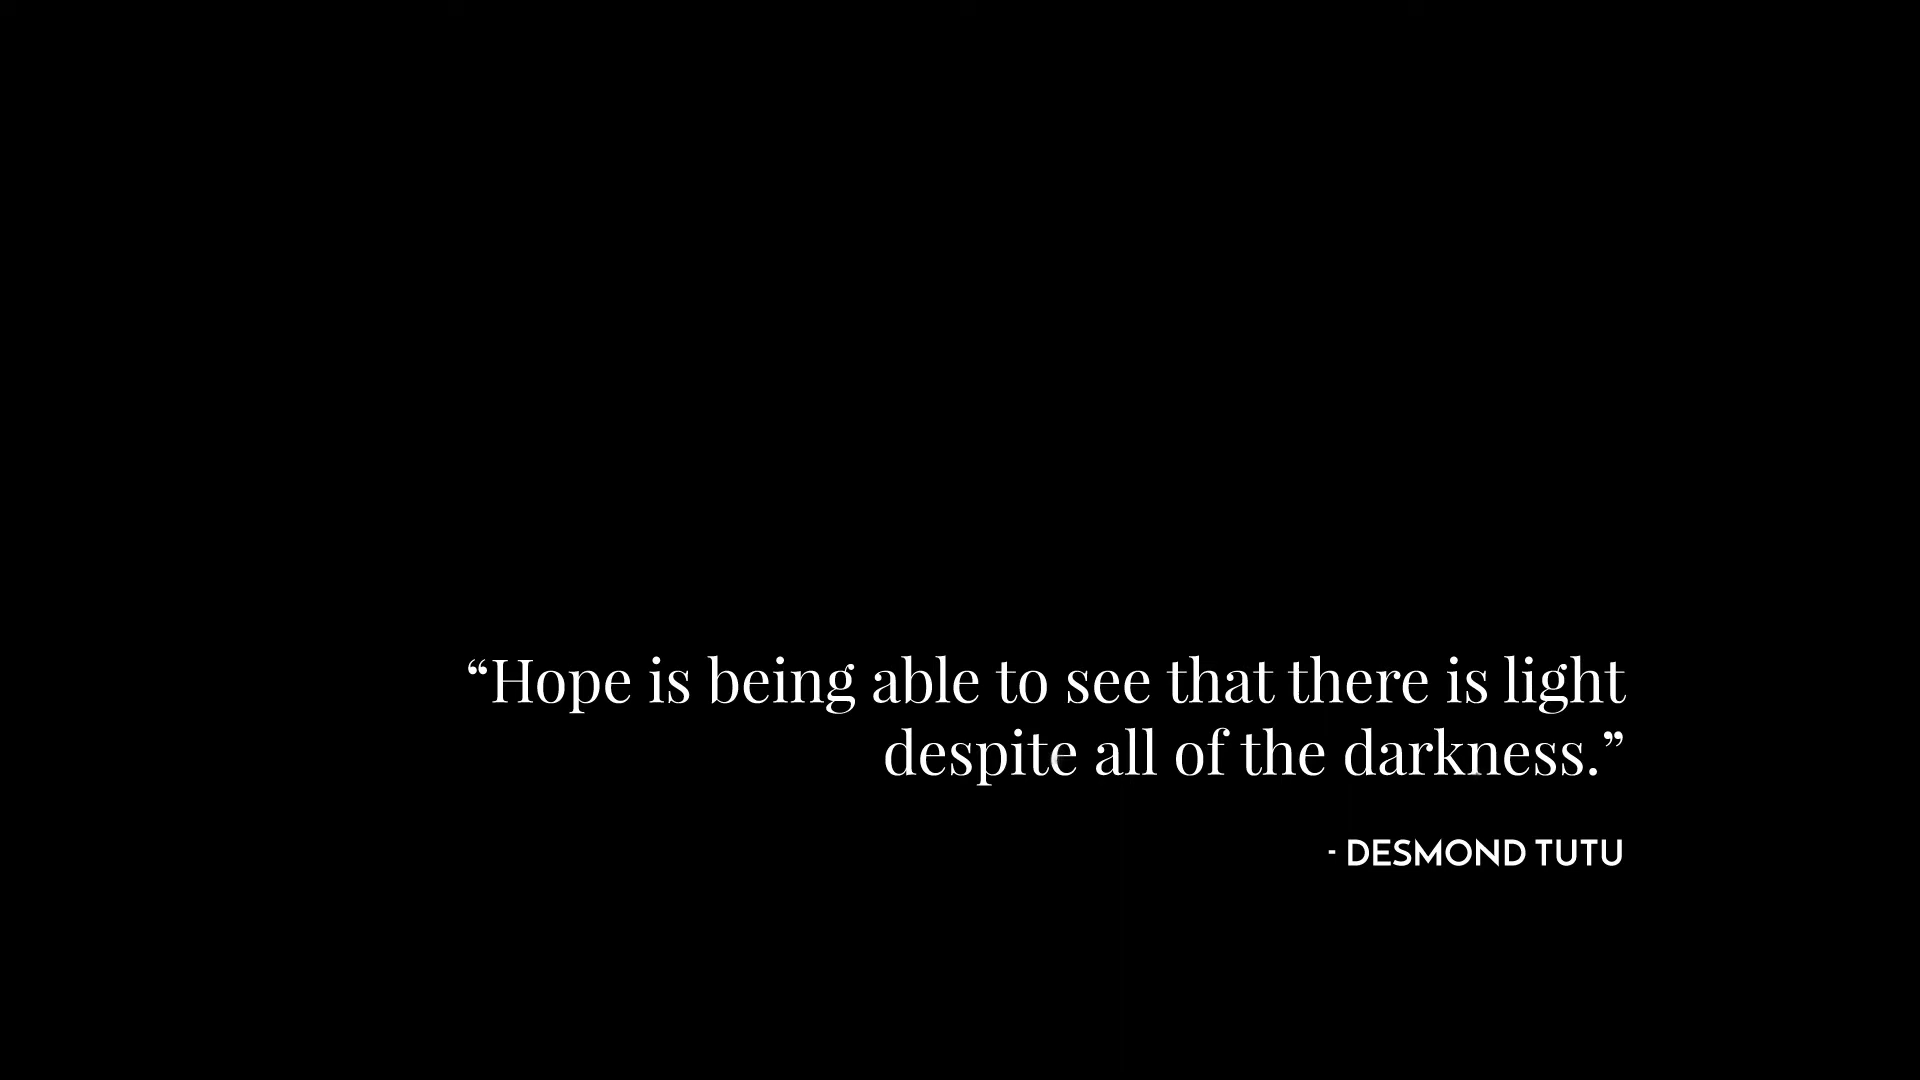 “Hope is being able to see that there is light
despite all of the darkness.”
- DESMOND TUTU